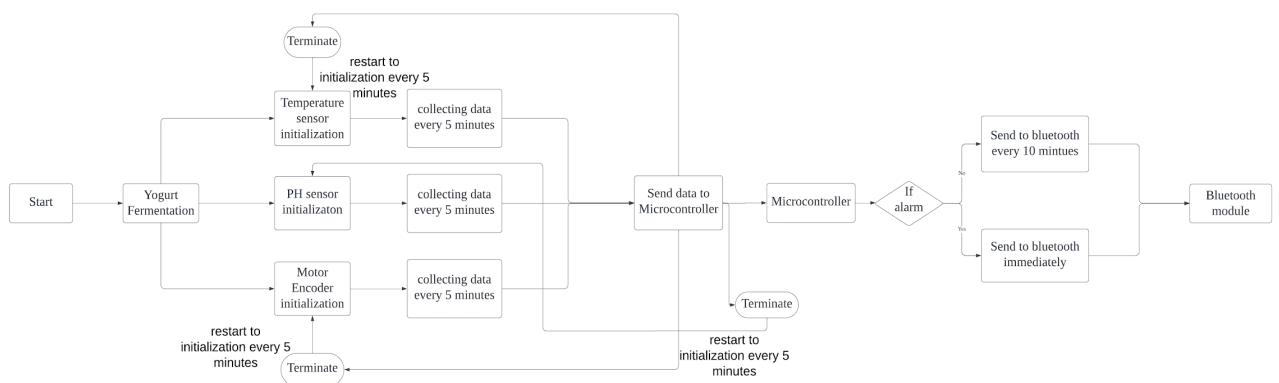 Terminate
restart to
initialization every 5
minutes
Temperature
sensor
initialization
collecting data
every 5 minutes
Start
Yogurt
Fermentation
PH sensor
initializaton
collecting data
every 5 minutes
Send data to
Microcontroller
Microcontroller
If
alarm
No
Yes
Send to bluetooth
every 10 mintues
Send to bluetooth
immediately
Bluetooth
module
Motor
Encoder
initialization
collecting data
every 5 minutes
Terminate
restart to
initialization every 5
minutes
restart to
initialization every 5
minutes
Terminate